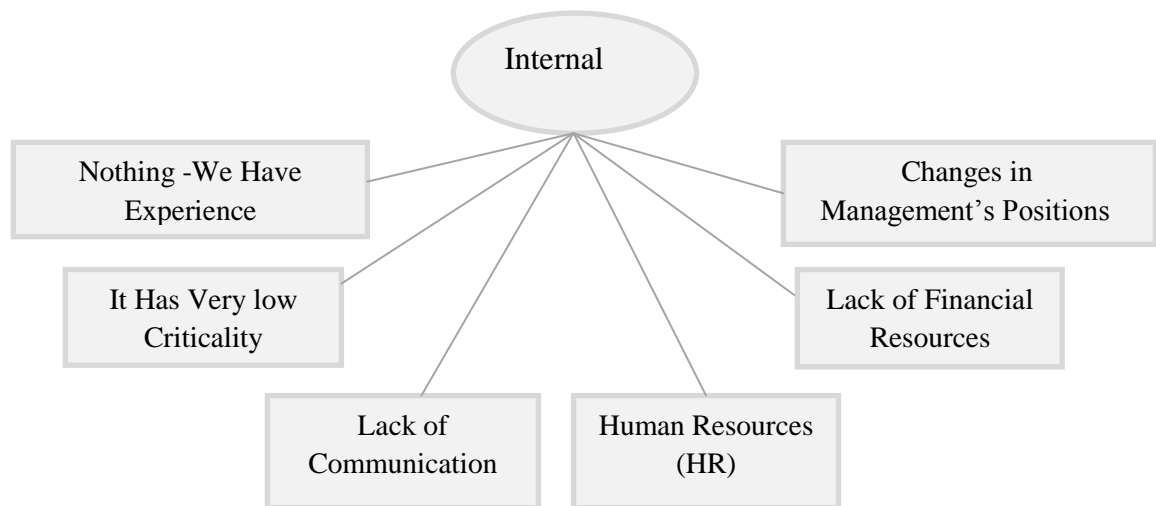 Internal
Nothing -We Have
Experience
Changes in
Management’s Positions
It Has Very low
Criticality
Lack of Financial
Resources
Lack of
Communication
Human Resources
(HR)